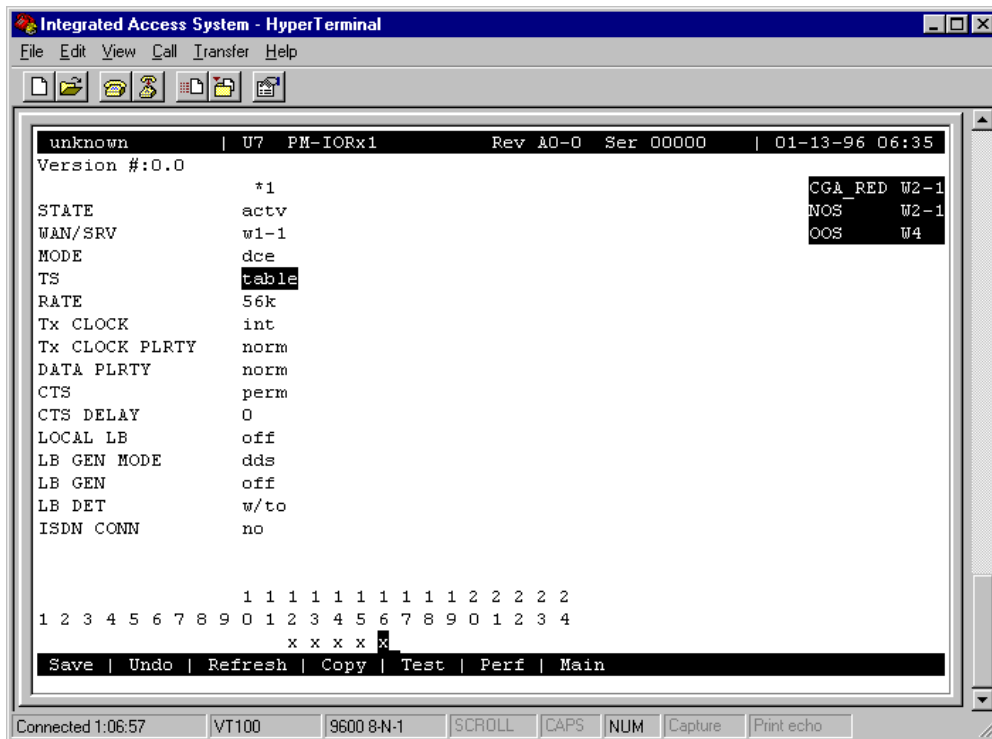 Integrated Access System - HyperTerminal
File Edit View Call Transfer Help
unknown | U7 PM-IORx1 Rev A0-0 Ser 00000 | 01-13-96 06:35
Version #:0.0
*1 CGA_RED W2-1
STATE actv NOS W2-1
WAN/SRV w1-1 OOS W4
MODE dce
TS table
RATE 56k
Tx CLOCK int
Tx CLOCK PLRTY norm
DATA PLRTY norm
CTS perm
CTS DELAY 0
LOCAL LB off
LB GEN MODE dds
LB GEN off
LB DET w/to
ISDN CONN no
1 1 1 1 1 1 1 1 1 1 2 2 2 2 2
1 2 3 4 5 6 7 8 9 0 1 2 3 4 5 6 7 8 9 0 1 2 3 4
x x x x x_
Save | Undo | Refresh | Copy | Test | Perf | Main
Connected 1:06:57 VT100 9600 8-N-1 SCROLL CAPS NUM Capture Print echo